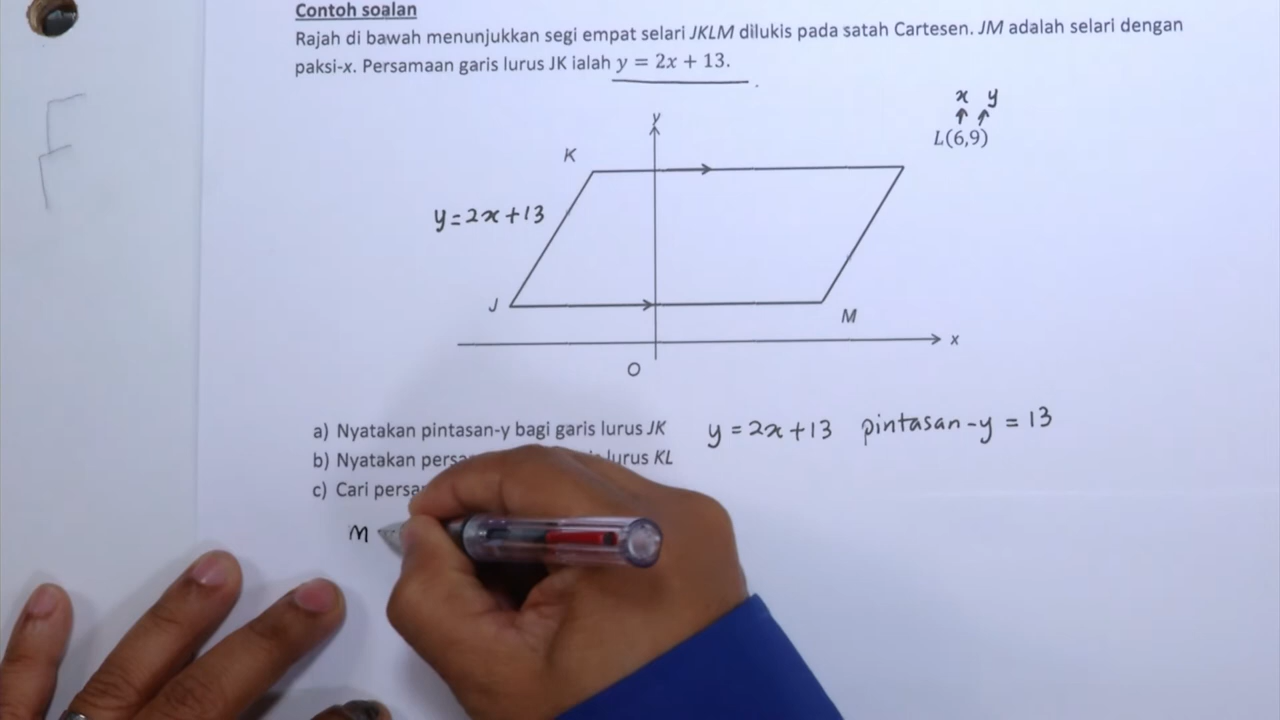 Contoh soalan
Rajah di bawah menunjukkan segi empat selari JKLM dilukis pada satah Cartesen. JM adalah selari dengan
paksi-x. Persamaan garis lurus JK ialah y = 2x + 13.
x y
L(6,9)
y
K
y=2x+13
J
M
x
O
a) Nyatakan pintasan-y bagi garis lurus JK y = 2x+13 pintasan-y = 13
b) Nyatakan lurus KL
c) Cari
m